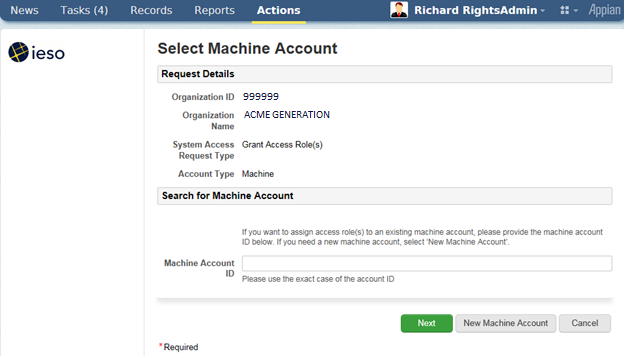 News Tasks (4) Records Reports Actions Richard RightsAdmin Appian
ieso
Select Machine Account
Request Details
Organization ID 999999
Organization Name ACME GENERATION
System Access Request Type Grant Access Role(s)
Account Type Machine
Search for Machine Account
If you want to assign access role(s) to an existing machine account, please provide the machine account
ID below. If you need a new machine account, select 'New Machine Account'.
Machine Account ID
Please use the exact case of the account ID
Next New Machine Account Cancel
*Required